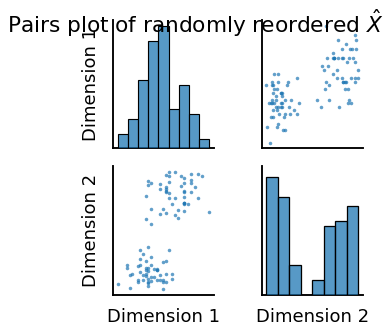 Pairs plot of randomly reordered X̂
Dimension 1
Dimension 2
Dimension 1
Dimension 2